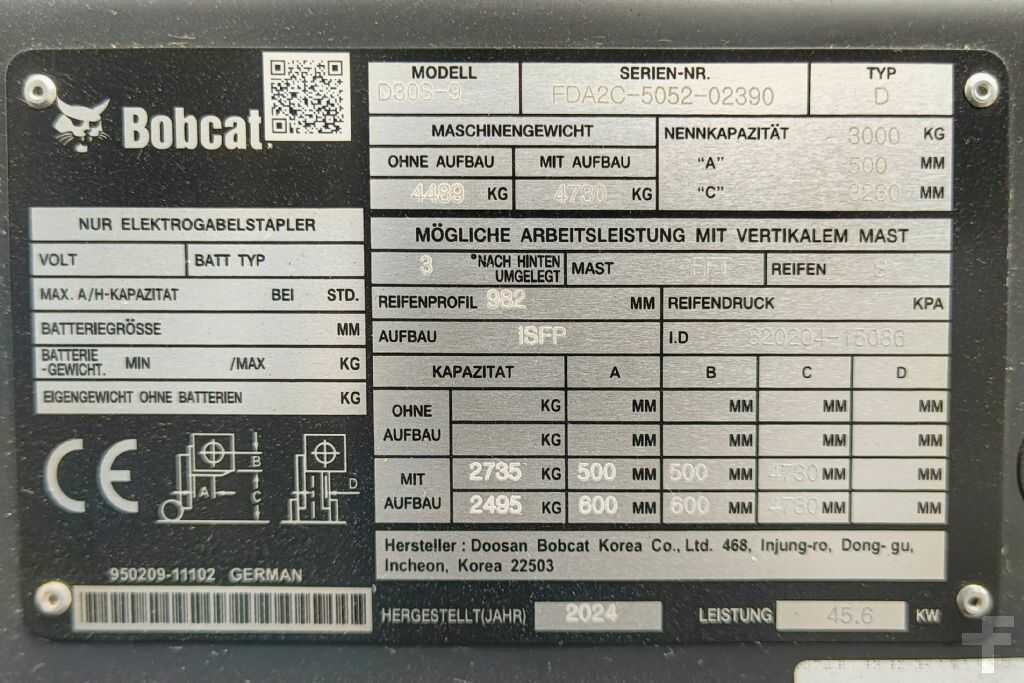 Bobcat.
MODELL SERIEN-NR. TYP
D30S-9 FDA2C-5052-02390 D
MASCHINENGEWICHT
OHNE AUFBAU MIT AUFBAU
4489 KG 4730 KG
NENNKAPAZITÄT 3000 KG
"A" 500 MM
"C" MM
MÖGLICHE ARBEITSLEISTUNG MIT VERTIKALEM MAST
3 °NACH HINTEN UMGELEGT MAST REIFEN S
REIFENPROFIL 982 MM REIFENDRUCK KPA
AUFBAU ISFP I.D
KAPAZITAT A B C D
OHNE AUFBAU
KG MM MM MM MM
KG MM MM MM MM
MIT AUFBAU
2735 KG 500 MM 500 MM 4730 MM MM
2495 KG 600 MM 600 MM 4730 MM MM
Hersteller : Doosan Bobcat Korea Co., Ltd. 468, Injung-ro, Dong- gu,
Incheon, Korea 22503
HERGESTELLT(JAHR) 2024 LEISTUNG 45.6 KW
NUR ELEKTROGABELSTAPLER
VOLT BATT TYP
MAX. A/H-KAPAZITAT BEI STD.
BATTERIEGRÖSSE MM
BATTERIE
-GEWICHT. MIN /MAX KG
EIGENGEWICHT OHNE BATTERIEN KG
CE
A B C D
950209-11102 GERMAN